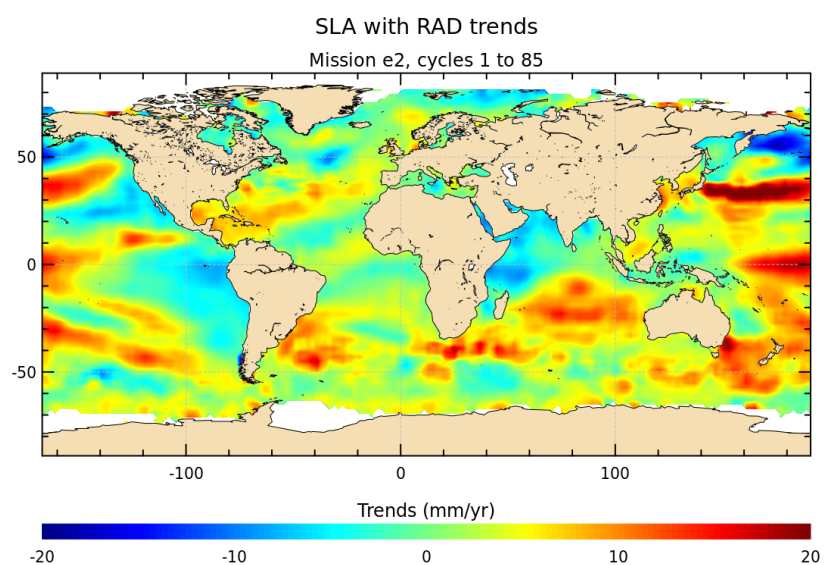 SLA with RAD trends
Mission e2, cycles 1 to 85
50
0
-50
-100 0 100
Trends (mm/yr)
-20 -10 0 10 20